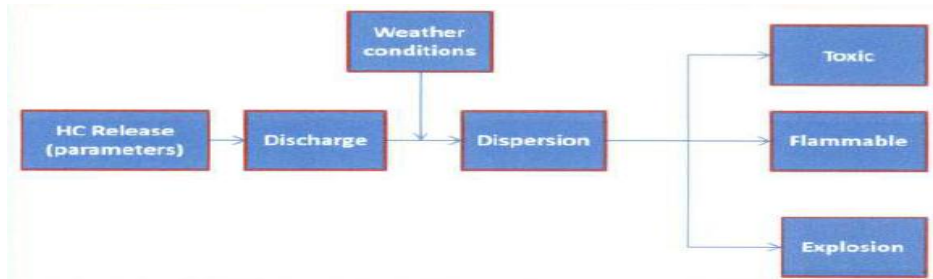 Weather
conditions
Toxic
HC Release
(parameters)
Discharge
Dispersion
Flammable
Explosion